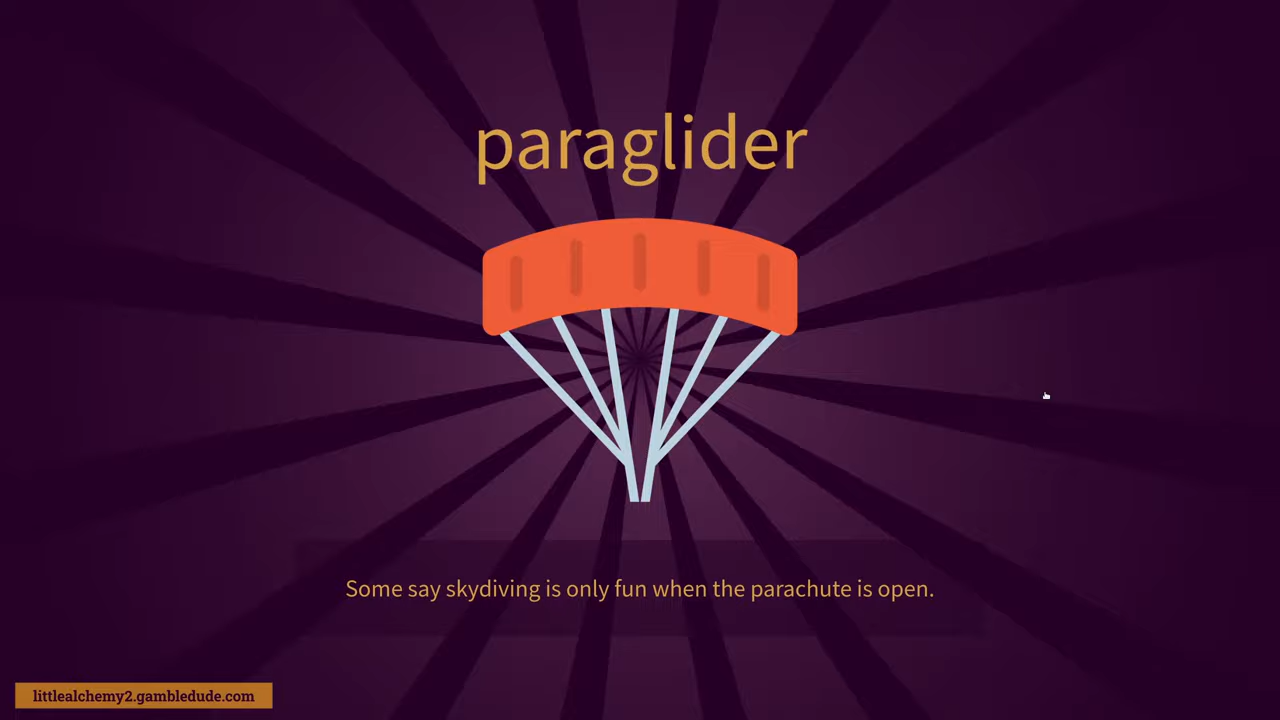 paraglider
Some say skydiving is only fun when the parachute is open.
littlealchemy2.gambledude.com